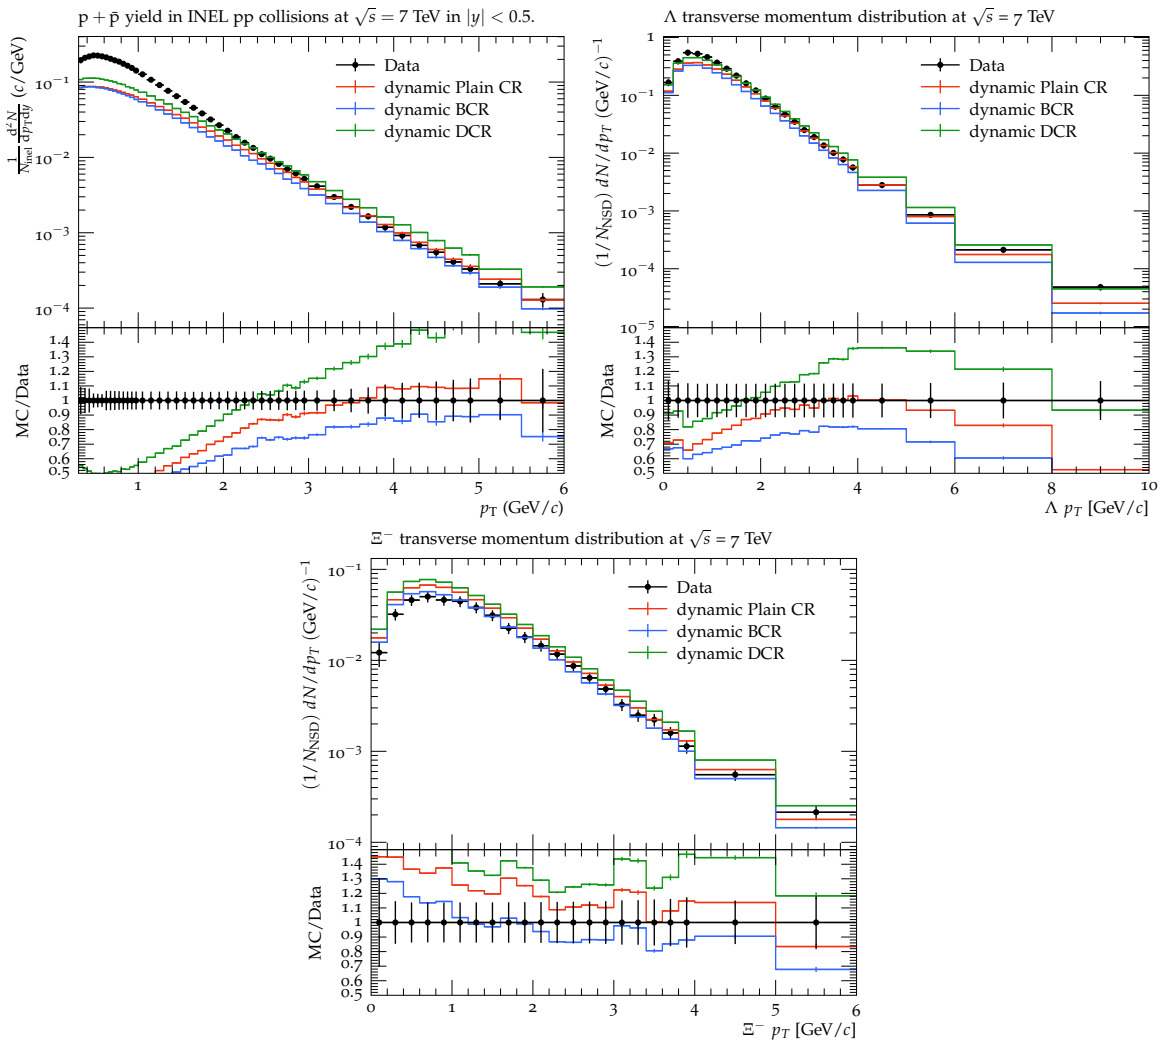 p + p̄ yield in INEL pp collisions at √s = 7 TeV in |y| < 0.5.
1/N_inel d²N/dp_T dy (c/GeV)
10⁻¹
10⁻²
10⁻³
10⁻⁴
Data
dynamic Plain CR
dynamic BCR
dynamic DCR
MC/Data
1.4
1.3
1.2
1.1
1
0.9
0.8
0.7
0.6
0.5
1 2 3 4 5 6
p_T (GeV/c)
Λ transverse momentum distribution at √s = 7 TeV
(1/N_NSD) dN/dp_T (GeV/c)⁻¹
1
10⁻¹
10⁻²
10⁻³
10⁻⁴
10⁻⁵
Data
dynamic Plain CR
dynamic BCR
dynamic DCR
MC/Data
1.4
1.3
1.2
1.1
1
0.9
0.8
0.7
0.6
0.5
0 2 4 6 8 10
Λ p_T [GeV/c]
Ξ⁻ transverse momentum distribution at √s = 7 TeV
(1/N_NSD) dN/dp_T (GeV/c)⁻¹
10⁻¹
10⁻²
10⁻³
10⁻⁴
Data
dynamic Plain CR
dynamic BCR
dynamic DCR
MC/Data
1.4
1.3
1.2
1.1
1
0.9
0.8
0.7
0.6
0.5
0 1 2 3 4 5 6
Ξ⁻ p_T [GeV/c]